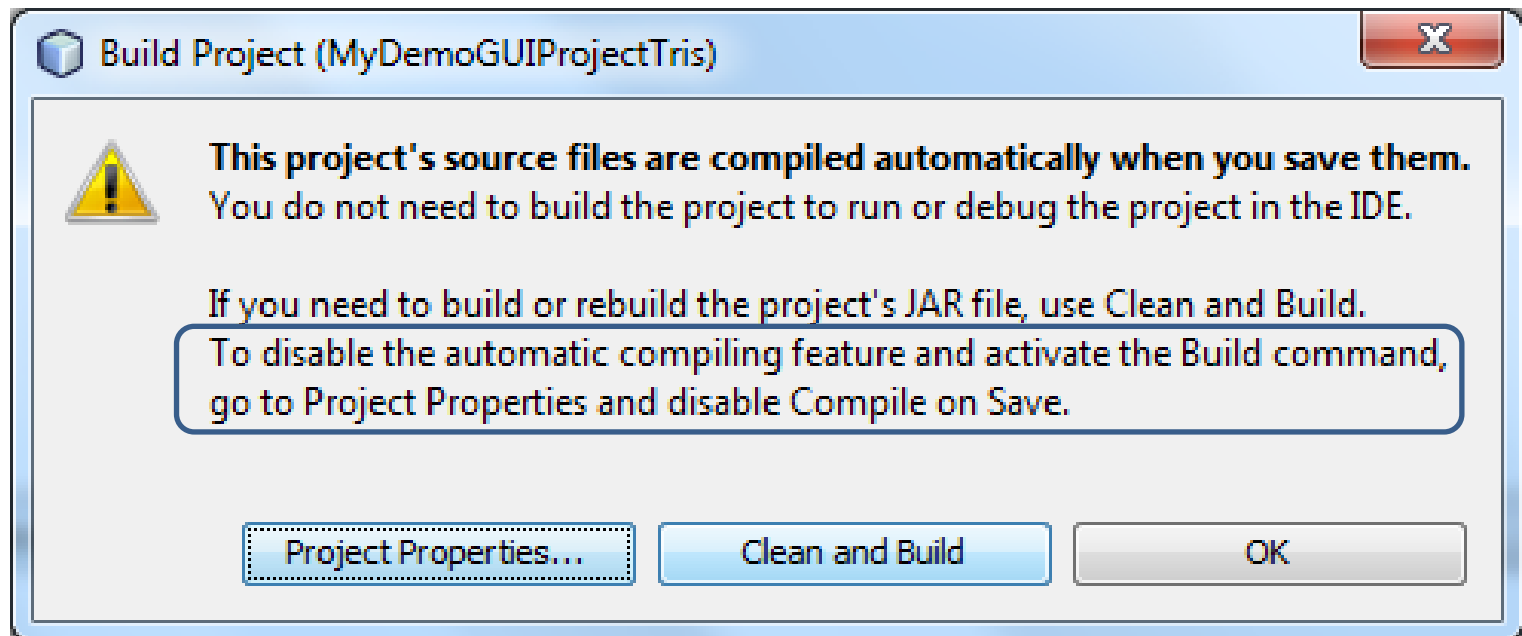 Build Project (MyDemoGUIProjectTris)
This project's source files are compiled automatically when you save them.
You do not need to build the project to run or debug the project in the IDE.
If you need to build or rebuild the project's JAR file, use Clean and Build.
To disable the automatic compiling feature and activate the Build command,
go to Project Properties and disable Compile on Save.
Project Properties... Clean and Build OK